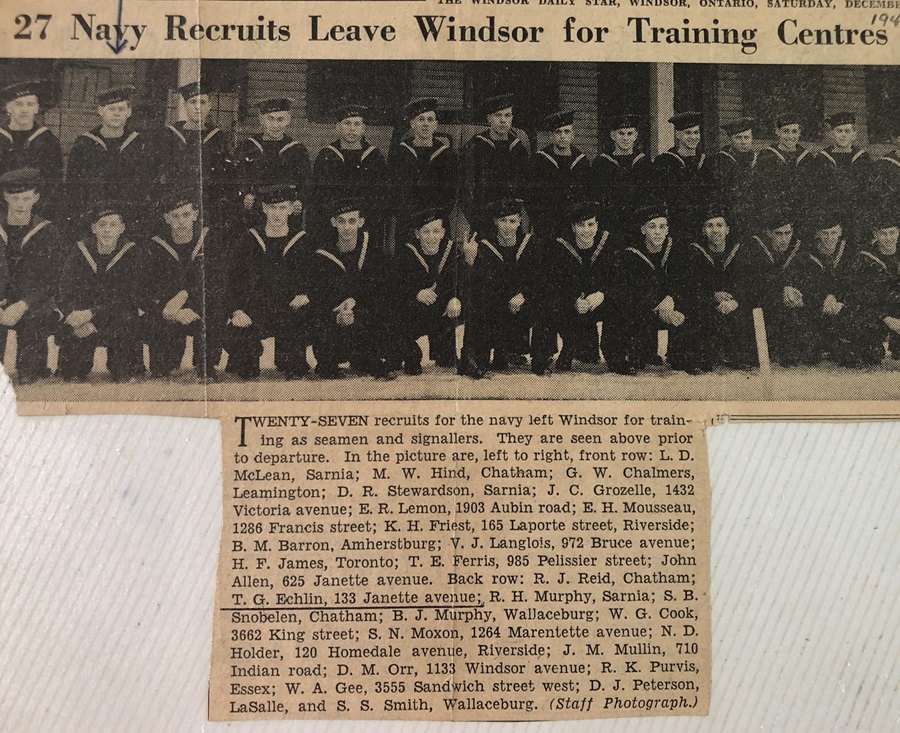 THE WINDSOR DAILY STAR, WINDSOR, ONTARIO, SATURDAY,
194
27 Navy Recruits Leave Windsor for Training Centres
TWENTY-SEVEN recruits for the navy left Windsor for train-
ing as seamen and signallers. They are seen above prior
to departure. In the picture are, left to right, front row: L. D.
McLean, Sarnia; M. W. Hind, Chatham; G. W. Chalmers,
Leamington; D. R. Stewardson, Sarnia; J. C. Grozelle, 1432
Victoria avenue; E. R. Lemon, 1903 Aubin road; E. H. Mousseau,
1286 Francis street; K. H. Friest, 165 Laporte street, Riverside;
B. M. Barron, Amherstburg; V. J. Langlois, 972 Bruce avenue;
H. F. James, Toronto; T. E. Ferris, 985 Pelissier street; John
Allen, 625 Janette avenue. Back row: R. J. Reid, Chatham;
T. G. Echlin, 133 Janette avenue; R. H. Murphy, Sarnia; S. B.
Snobelen, Chatham; B. J. Murphy, Wallaceburg; W. G. Cook,
3662 King street; S. N. Moxon, 1264 Marentette avenue; N. D.
Holder, 120 Homedale avenue, Riverside; J. M. Mullin, 710
Indian road; D. M. Orr, 1133 Windsor avenue; R. K. Purvis,
Essex; W. A. Gee, 3555 Sandwich street west; D. J. Peterson,
LaSalle, and S. S. Smith, Wallaceburg. (Staff Photograph.)